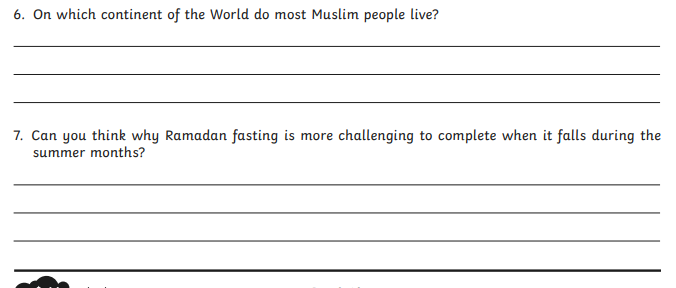 6. On which continent of the World do most Muslim people live?
7. Can you think why Ramadan fasting is more challenging to complete when it falls during the
summer months?